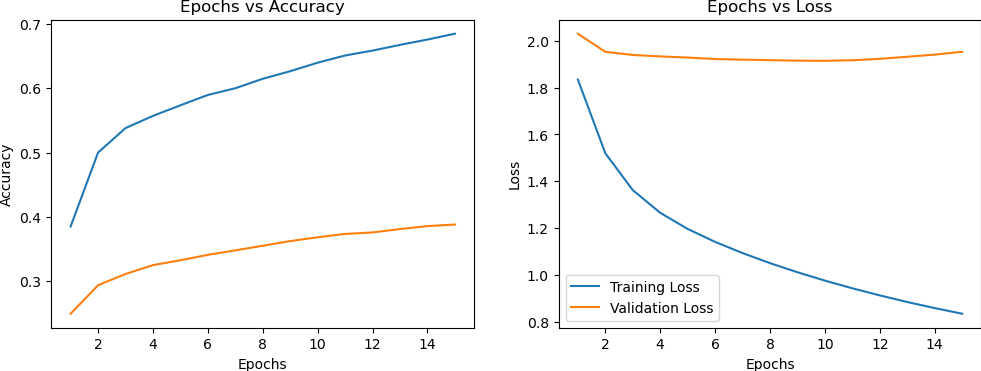 Epochs vs Accuracy
0.7
0.6
0.5
0.4
0.3
Accuracy
2 4 6 8 10 12 14
Epochs
Epochs vs Loss
2.0
1.8
1.6
1.4
1.2
1.0
0.8
Loss
Training Loss
Validation Loss
2 4 6 8 10 12 14
Epochs